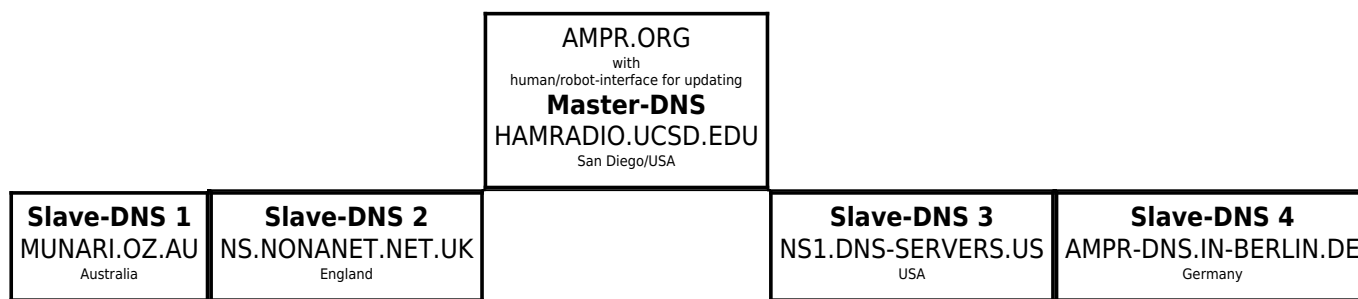 AMPR.ORG
with
human/robot-interface for updating
Master-DNS
HAMRADIO.UCSD.EDU
San Diego/USA
Slave-DNS 1
MUNARI.OZ.AU
Australia
Slave-DNS 2
NS.NONANET.NET.UK
England
Slave-DNS 3
NS1.DNS-SERVERS.US
USA
Slave-DNS 4
AMPR-DNS.IN-BERLIN.DE
Germany